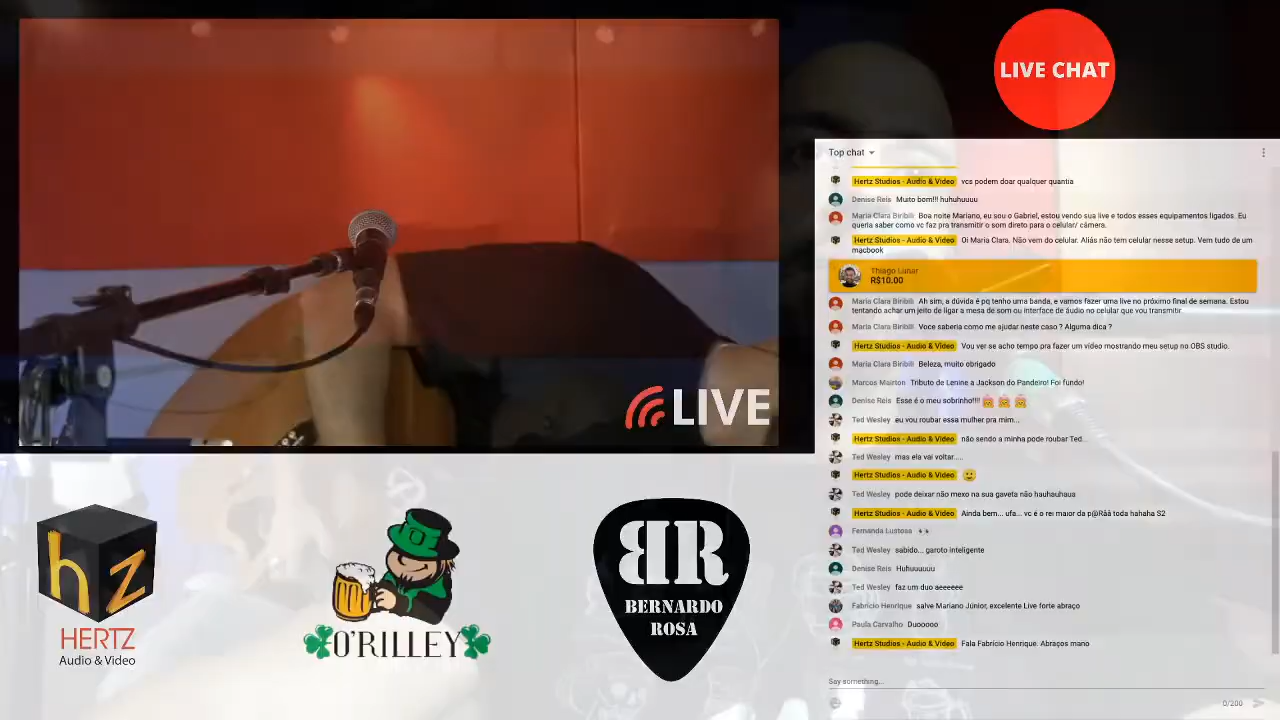 LIVE CHAT
Top chat
Hertz Studios - Audio & Video vcs podem doar qualquer quantia
Denise Reis Muito bom!!! huhuhuuuu
Maria Clara Biribili Boa noite Mariano, eu sou o Gabriel, estou vendo sua live e todos esses equipamentos ligados. Eu
queria saber como vc faz pra transmitir o som direto para o celular/ câmera.
Hertz Studios - Audio & Video Oi Maria Clara. Não vem do celular. Aliás não tem celular nesse setup. Vem tudo de um
macbook
Thiago Lunar
R$10.00
Maria Clara Biribili Ah sim, a dúvida é pq tenho uma banda, e vamos fazer uma live no próximo final de semana. Estou
tentando achar um jeito de ligar a mesa de som ou interface de áudio no celular que vou transmitir
Maria Clara Biribili Voce saberia como me ajudar neste caso ? Alguma dica ?
Hertz Studios - Audio & Video Vou ver se acho tempo pra fazer um vídeo mostrando meu setup no OBS studio.
Maria Clara Biribili Beleza, muito obrigado
Marcos Mairton Tributo de Lenine a Jackson do Pandeiro! Foi fundo!
Denise Reis Esse é o meu sobrinho!!!!
Ted Wesley eu vou roubar essa mulher pra mim...
Hertz Studios - Audio & Video não sendo a minha pode roubar Ted...
Ted Wesley mas ela vai voltar.....
Hertz Studios - Audio & Video
Ted Wesley pode deixar não mexo na sua gaveta não hauhauhaua
Hertz Studios - Audio & Video Ainda bem... ufa... vc é o rei maior da p@Râã toda hahaha S2
Fernanda Lustosa
Ted Wesley sabido... garoto inteligente
Denise Reis Huhuuuuuu
Ted Wesley faz um duo aeeeeee
Fabrício Henrique salve Mariano Júnior, excelente Live forte abraço
Paula Carvalho Duooooo
Hertz Studios - Audio & Video Fala Fabrício Henrique. Abraços mano
Say something...
0/200
LIVE
hz
HERTZ
Audio & Video
O'RILLEY
BR
BERNARDO
ROSA